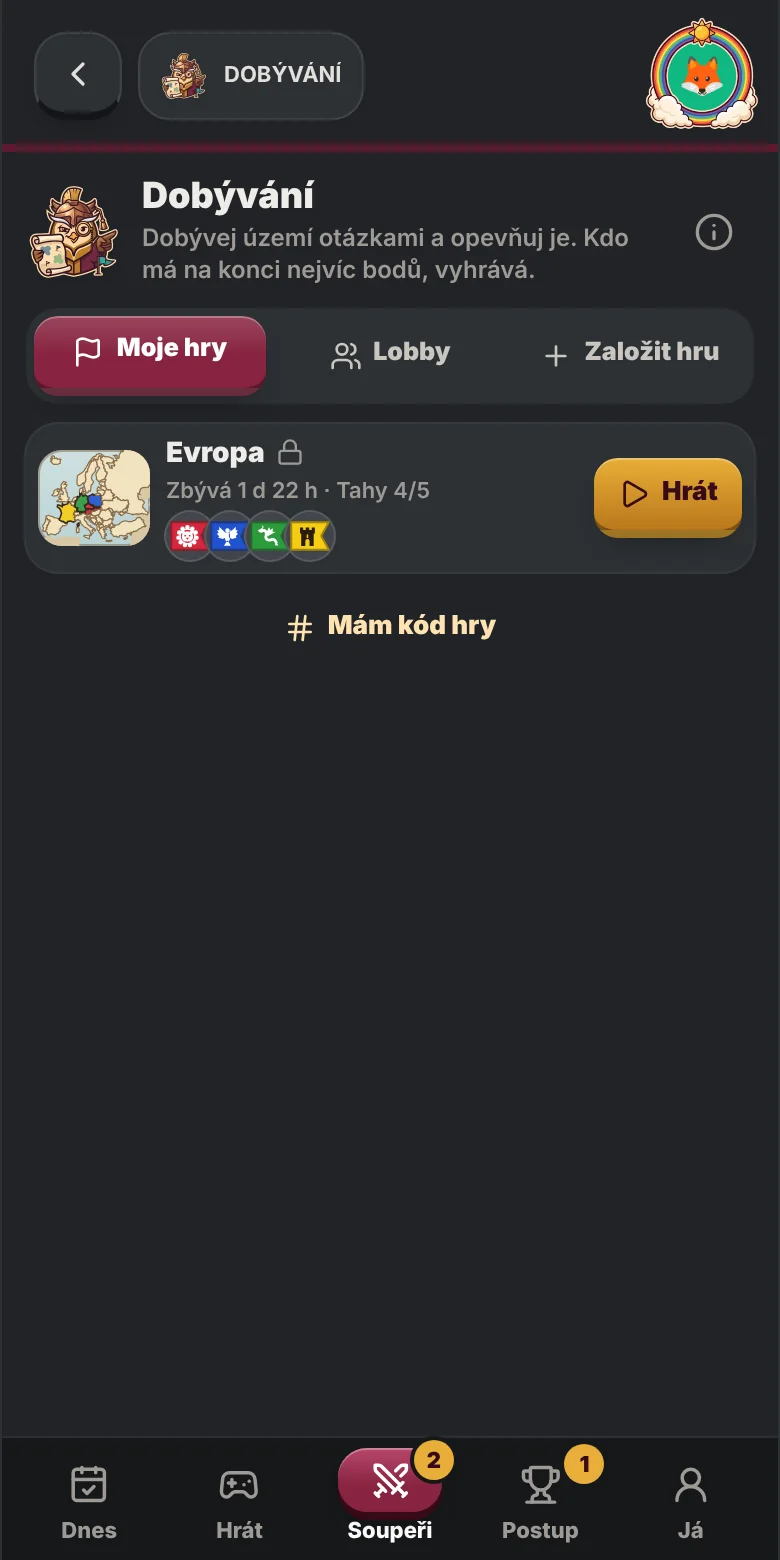 DOBÝVÁNÍ
Dobývání
Dobývej území otázkami a opevňuj je. Kdo
má na konci nejvíc bodů, vyhrává.
Moje hry
Lobby
Založit hru
Evropa
Zbývá 1 d 22 h · Tahy 4/5
Hrát
Mám kód hry
2
1
Dnes
Hrát
Soupeři
Postup
Já